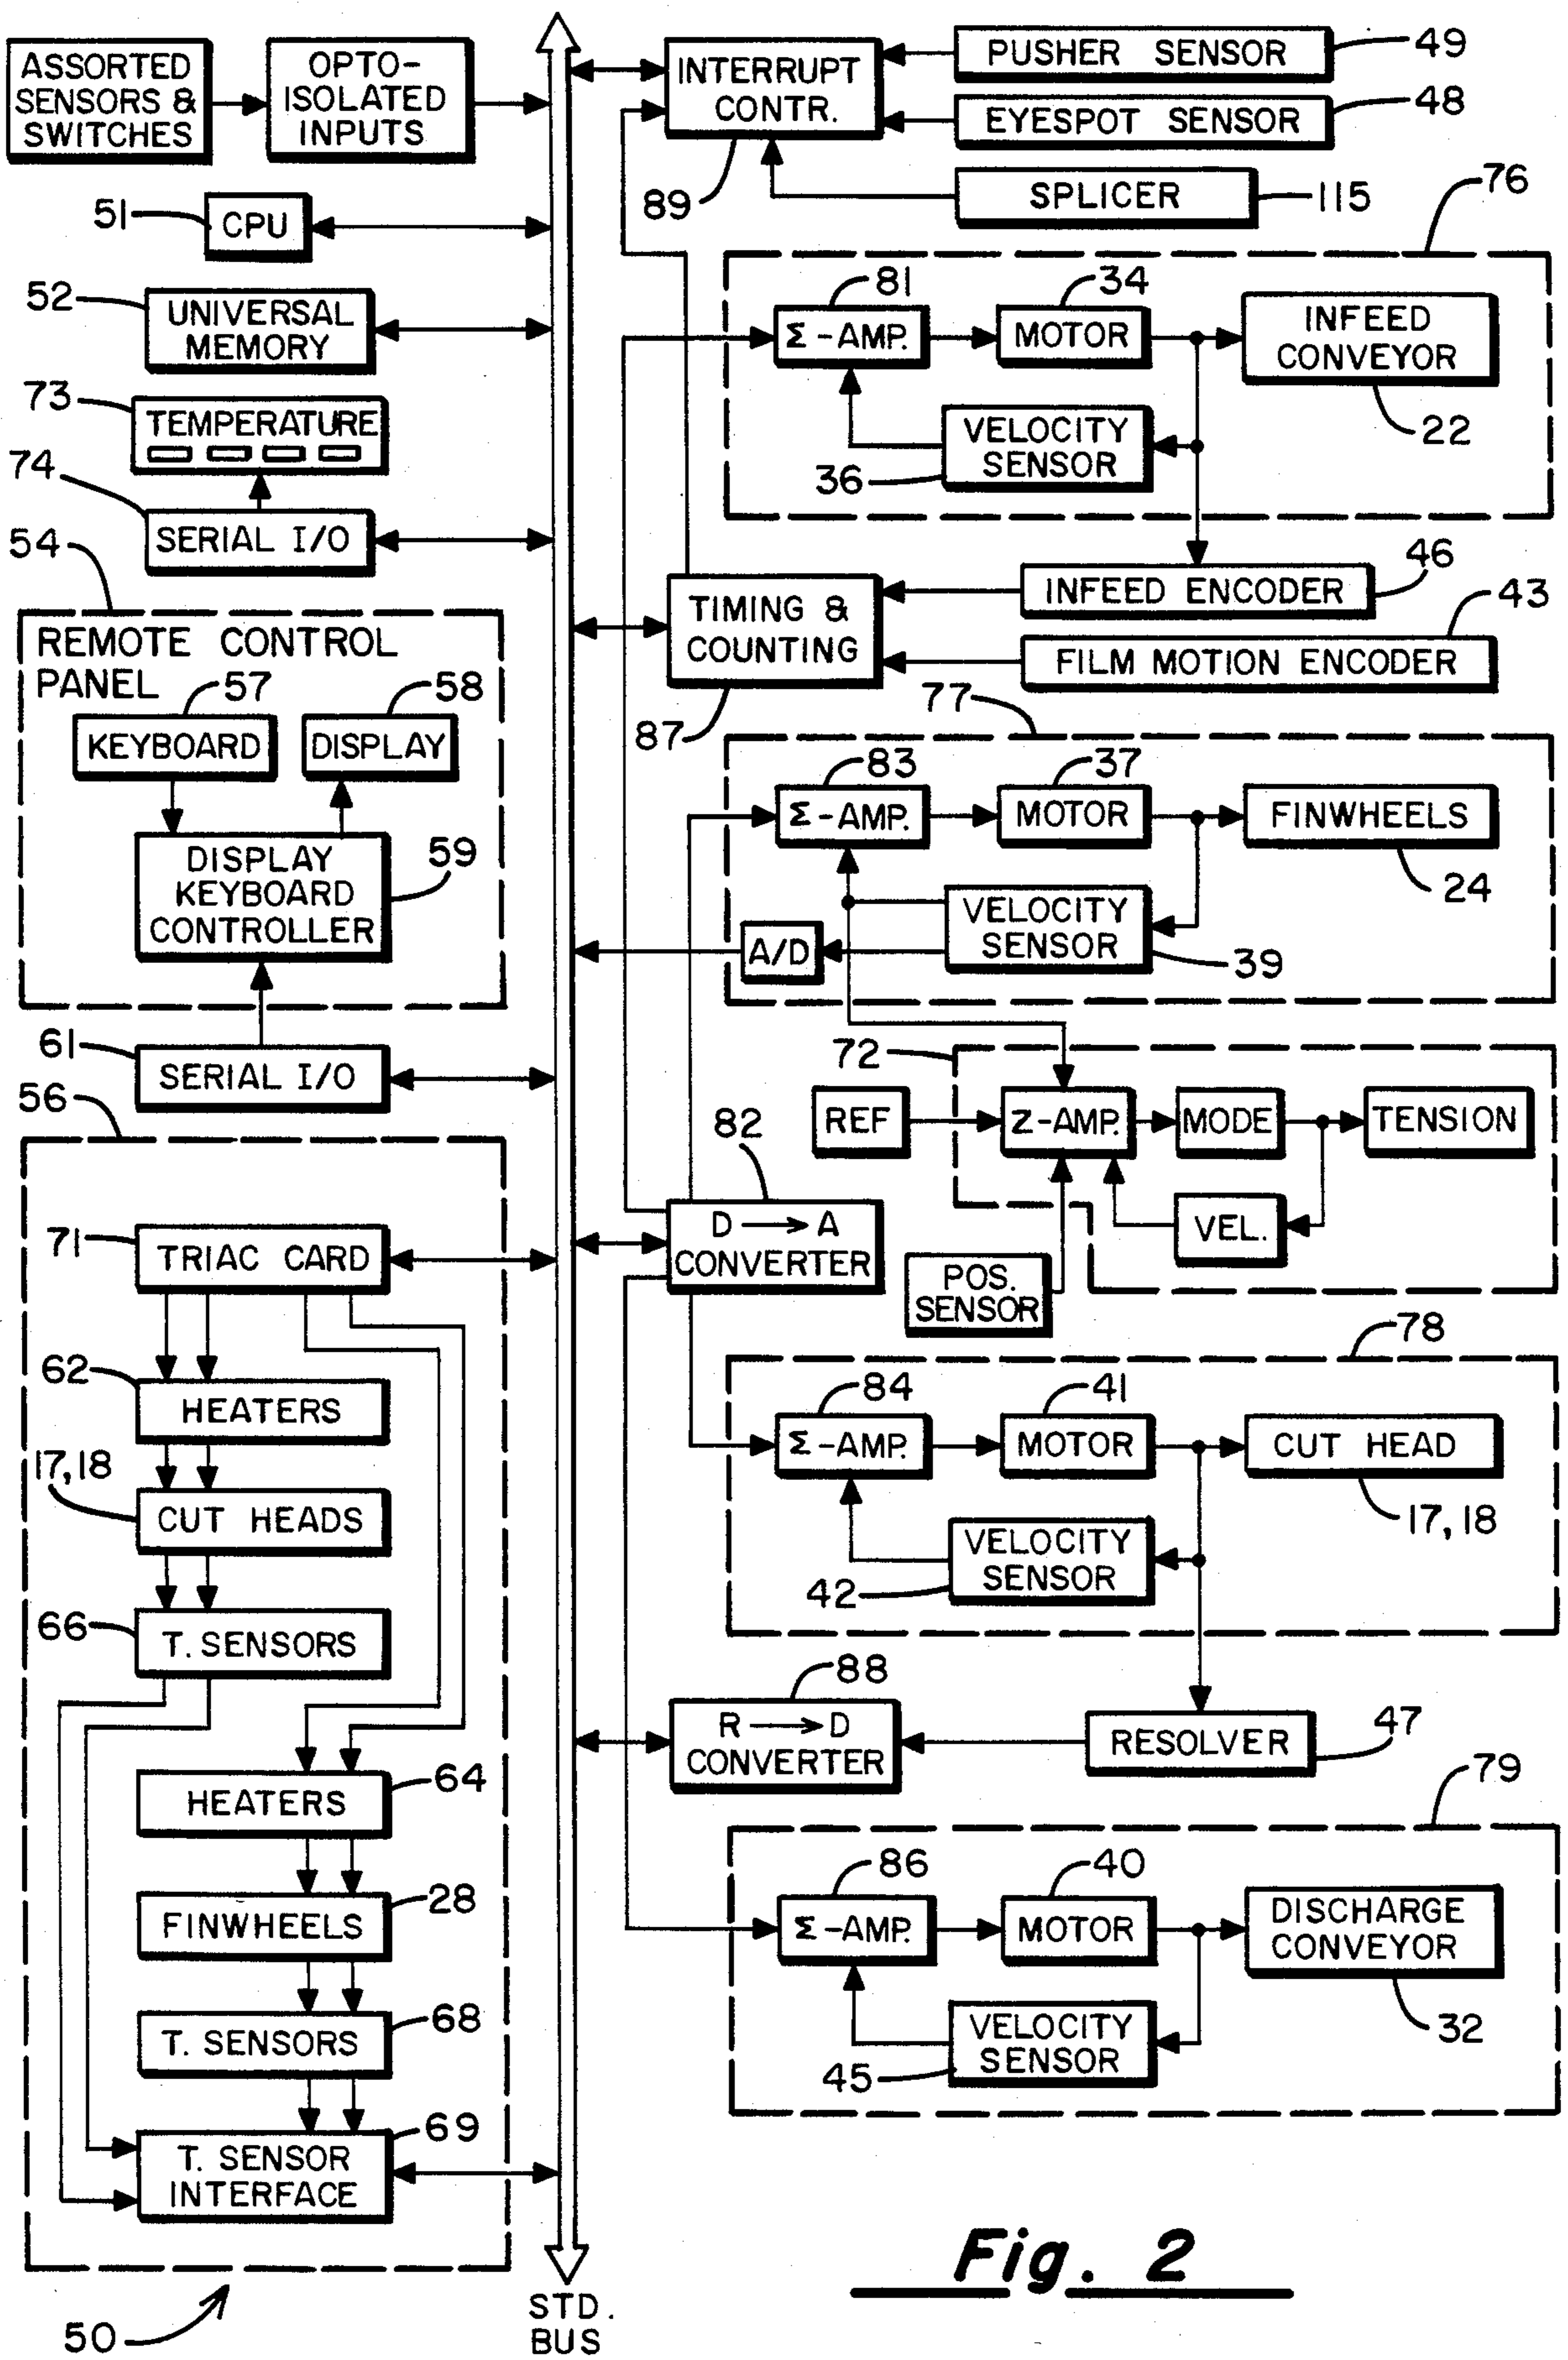 ASSORTED
SENSORS &
SWITCHES
OPTO-
ISOLATED
INPUTS
51
CPU
52
UNIVERSAL
MEMORY
73
TEMPERATURE
74
SERIAL I/O
54
REMOTE CONTROL
PANEL
57
58
KEYBOARD
DISPLAY
DISPLAY
KEYBOARD
CONTROLLER
59
61
SERIAL I/O
56
71
TRIAC CARD
62
HEATERS
17,18
CUT HEADS
66
T. SENSORS
64
HEATERS
28
FINWHEELS
68
T. SENSORS
69
T. SENSOR
INTERFACE
50
STD.
BUS
INTERRUPT
CONTR.
89
PUSHER SENSOR
49
EYESPOT SENSOR
48
SPLICER
115
76
81
Σ-AMP.
34
MOTOR
INFEED
CONVEYOR
22
VELOCITY
SENSOR
36
TIMING &
COUNTING
87
INFEED ENCODER
46
FILM MOTION ENCODER
43
77
83
Σ-AMP.
37
MOTOR
FINWHEELS
24
VELOCITY
SENSOR
39
A/D
72
REF
Z-AMP.
MODE
TENSION
VEL.
82
D → A
CONVERTER
POS.
SENSOR
78
84
Σ-AMP.
41
MOTOR
CUT HEAD
17,18
VELOCITY
SENSOR
42
88
R → D
CONVERTER
RESOLVER
47
79
86
Σ-AMP.
40
MOTOR
DISCHARGE
CONVEYOR
32
VELOCITY
SENSOR
45
Fig. 2